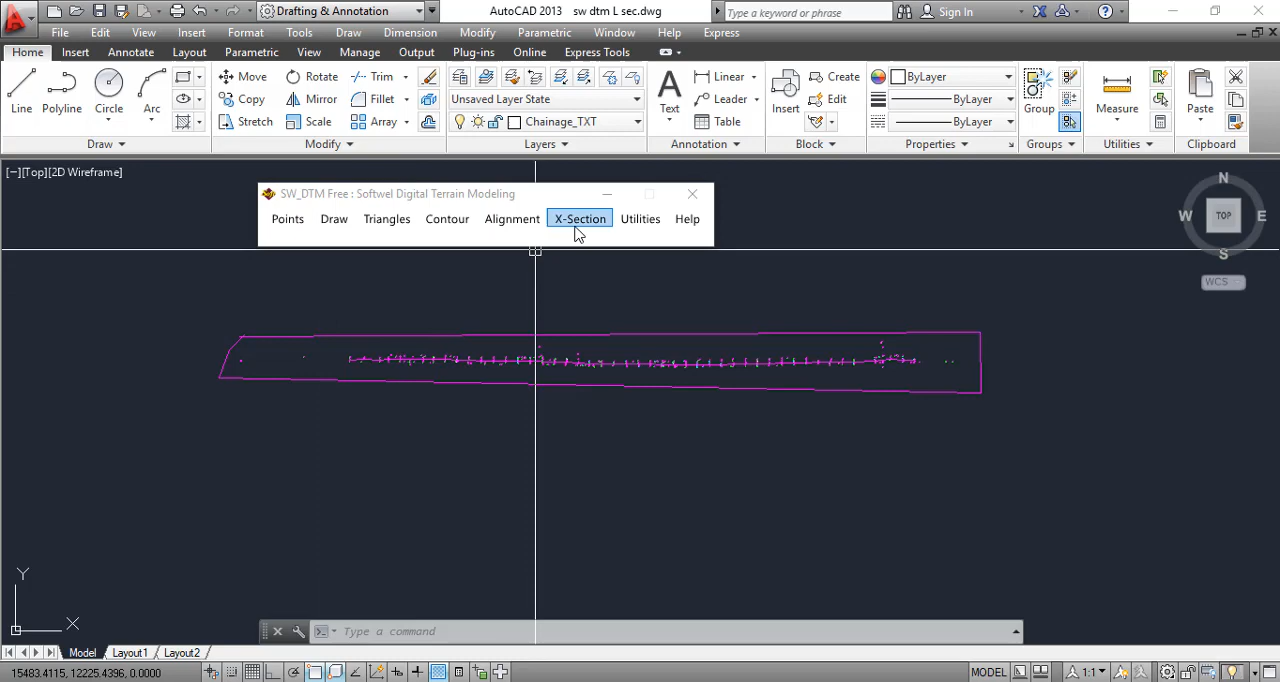 Drafting & Annotation
AutoCAD 2013 sw dtm L sec.dwg
Type a keyword or phrase
Sign In
File Edit View Insert Format Tools Draw Dimension Modify Parametric Window Help Express
Home Insert Annotate Layout Parametric View Manage Output Plug-ins Online Express Tools
Line
Polyline
Circle
Arc
Move
Rotate
Trim
Copy
Mirror
Fillet
Stretch
Scale
Array
Unsaved Layer State
Chainage_TXT
Text
Linear
Leader
Table
Insert
Create
Edit
ByLayer
ByLayer
ByLayer
Group
Measure
Paste
Draw
Modify
Layers
Annotation
Block
Properties
Groups
Utilities
Clipboard
[−][Top][2D Wireframe]
SW_DTM Free : Softwel Digital Terrain Modeling
Points Draw Triangles Contour Alignment X-Section Utilities Help
N
W TOP E
S
WCS
Y
X
Type a command
Model Layout1 Layout2
15483.4115, 12225.4396, 0.0000
MODEL
1:1